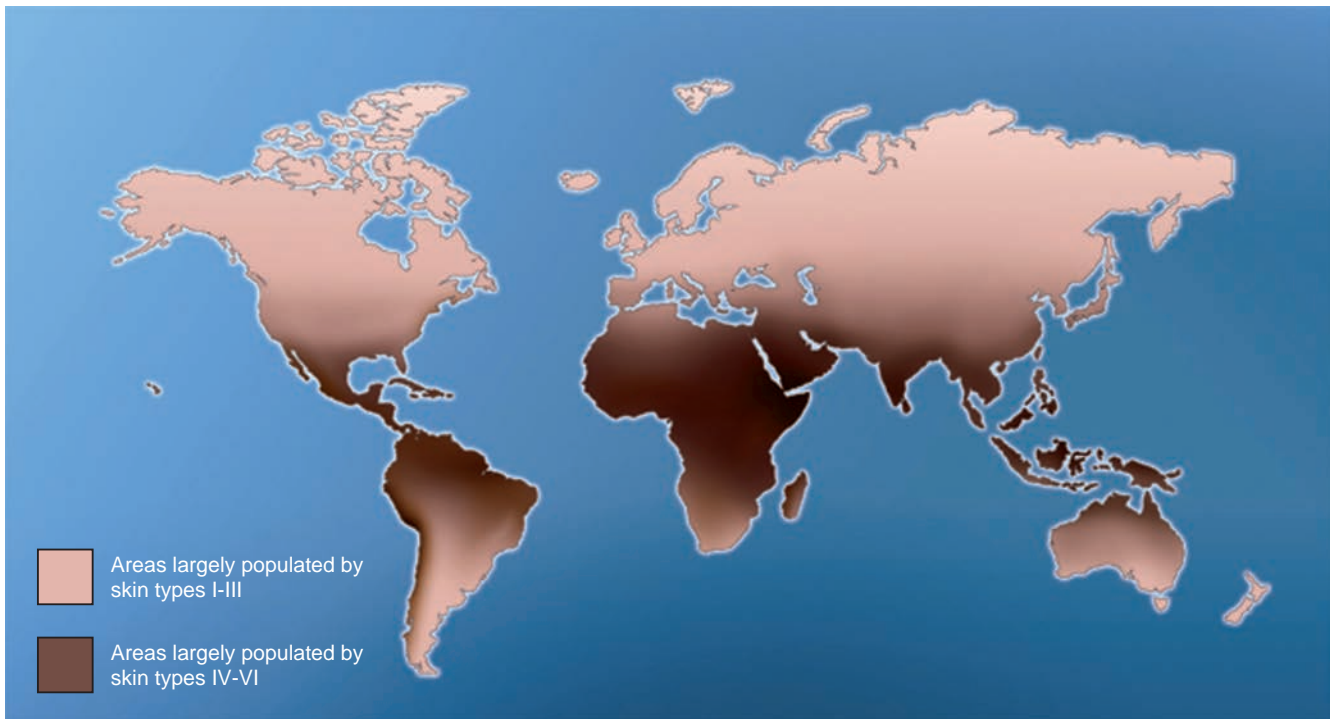 Areas largely populated by
skin types I-III
Areas largely populated by
skin types IV-VI